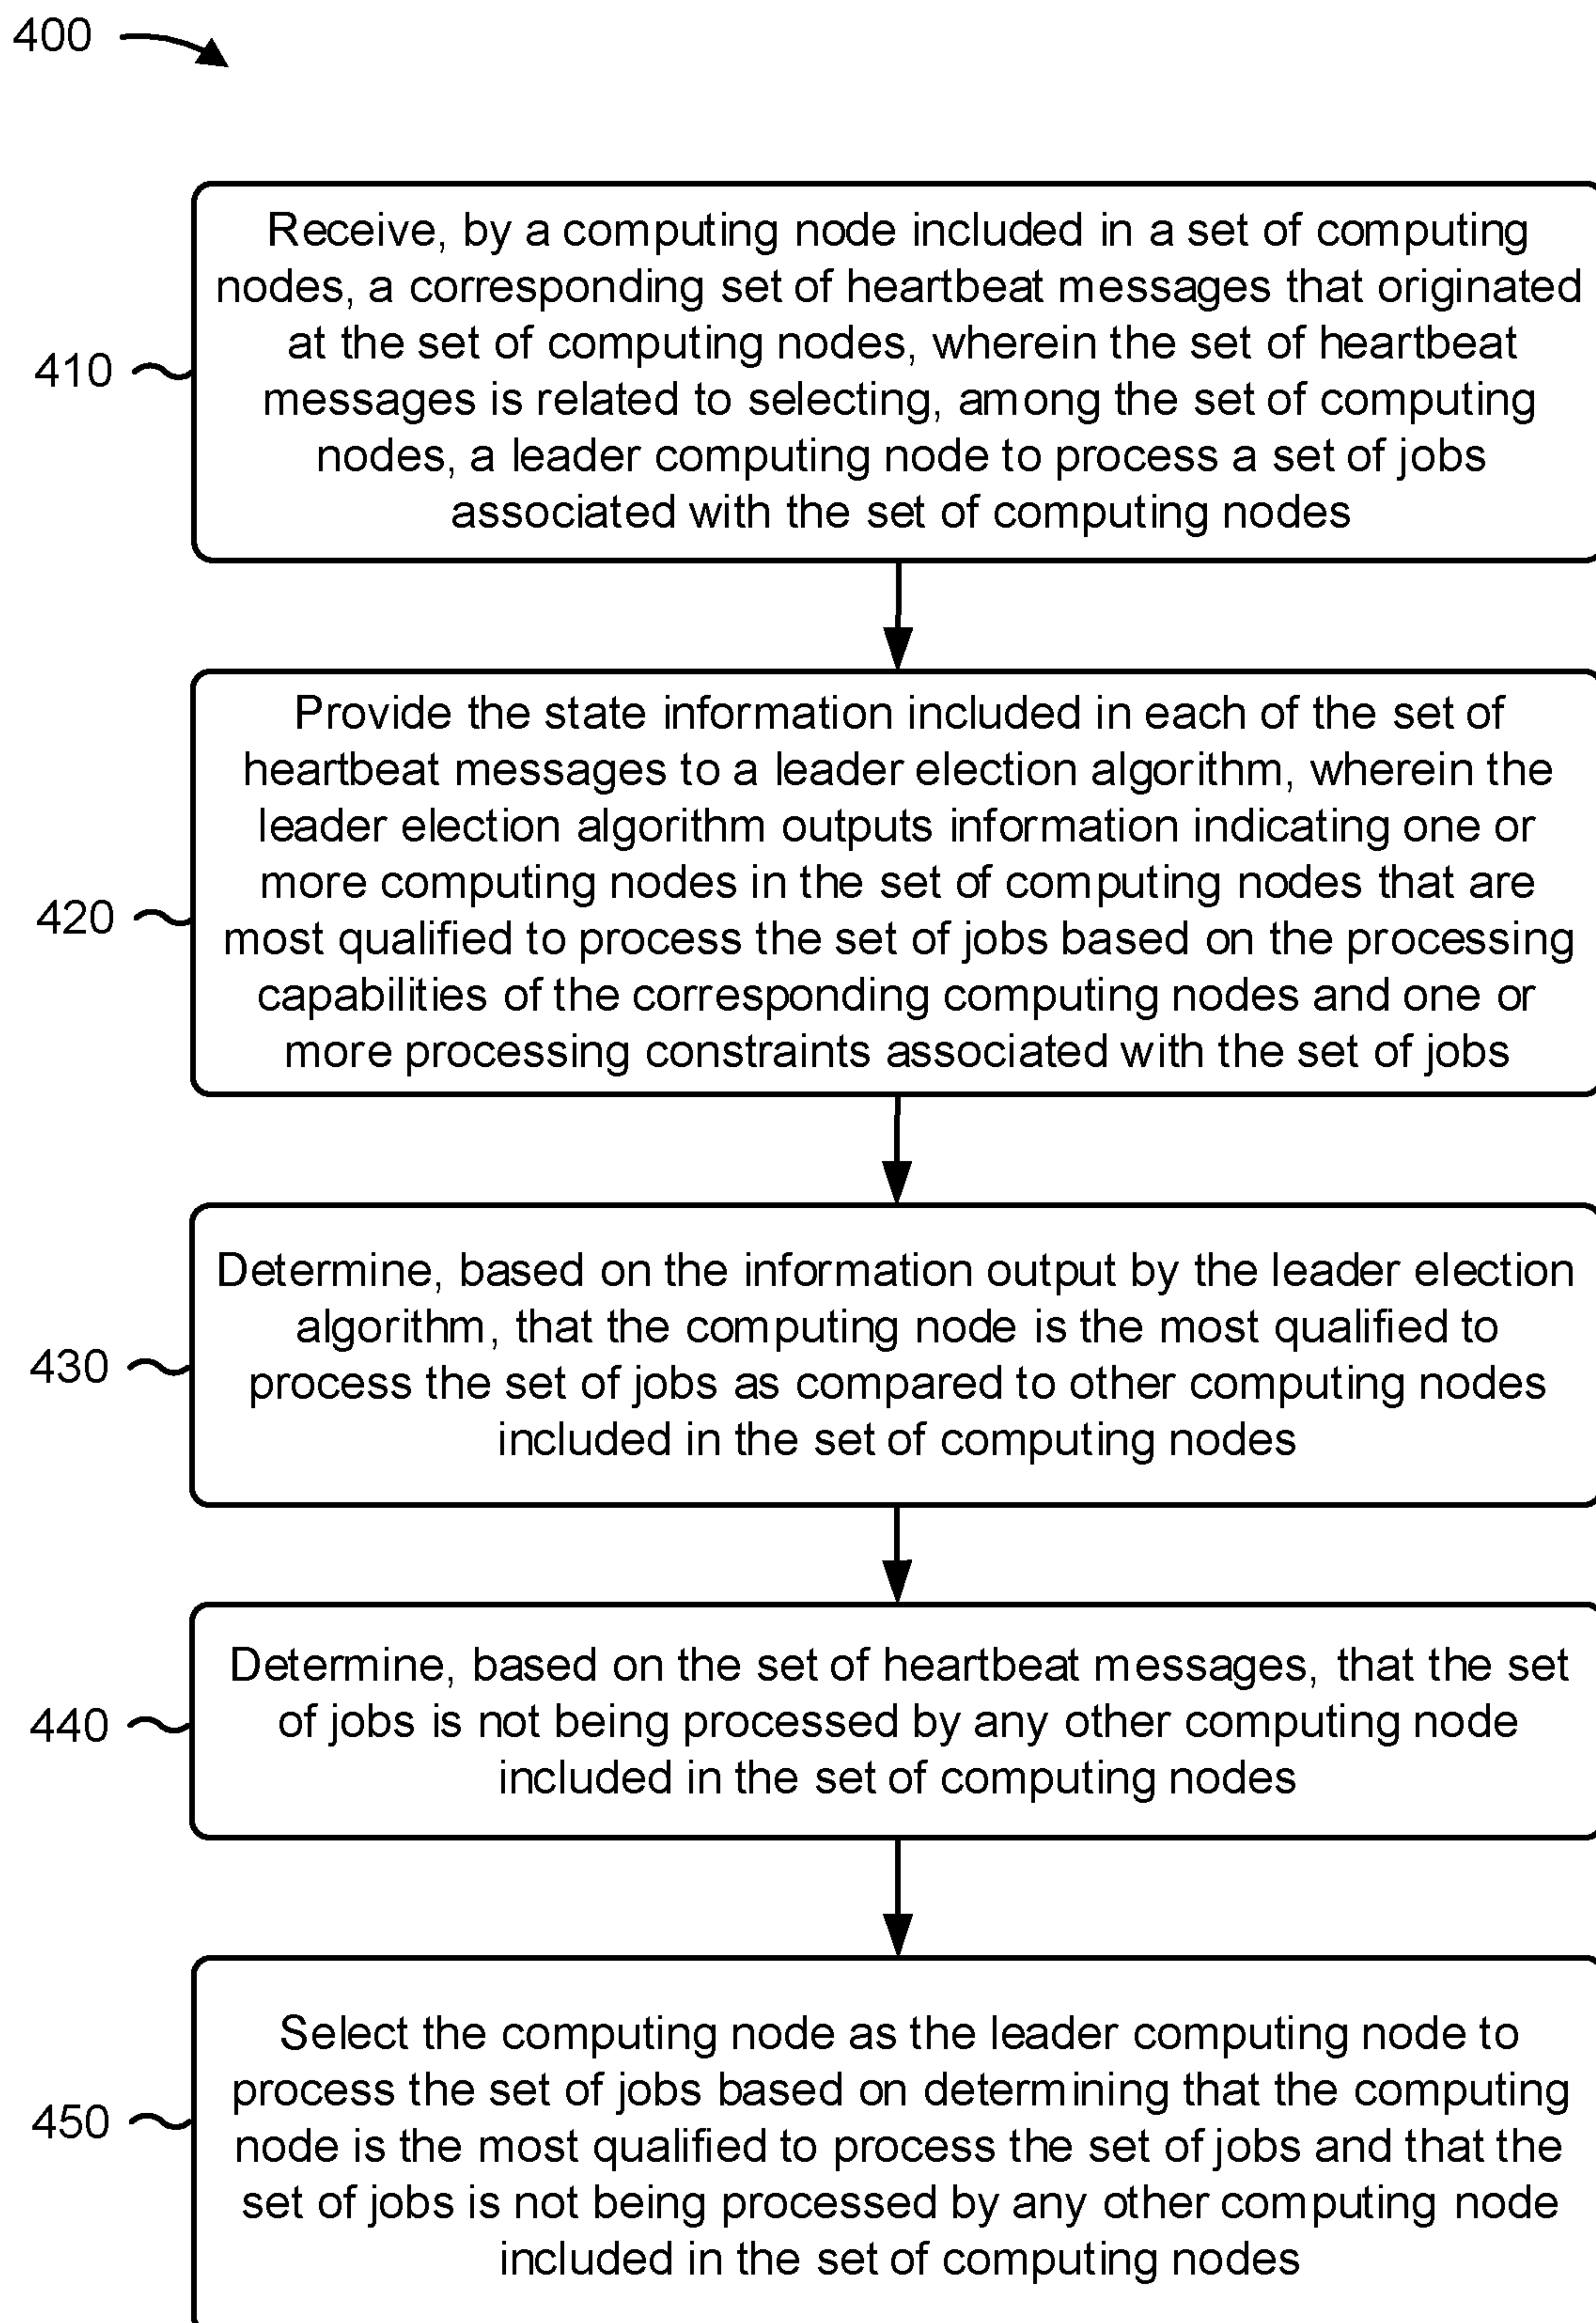 400
410
Receive, by a computing node included in a set of computing
nodes, a corresponding set of heartbeat messages that originated
at the set of computing nodes, wherein the set of heartbeat
messages is related to selecting, among the set of computing
nodes, a leader computing node to process a set of jobs
associated with the set of computing nodes
420
Provide the state information included in each of the set of
heartbeat messages to a leader election algorithm, wherein the
leader election algorithm outputs information indicating one or
more computing nodes in the set of computing nodes that are
most qualified to process the set of jobs based on the processing
capabilities of the corresponding computing nodes and one or
more processing constraints associated with the set of jobs
430
Determine, based on the information output by the leader election
algorithm, that the computing node is the most qualified to
process the set of jobs as compared to other computing nodes
included in the set of computing nodes
440
Determine, based on the set of heartbeat messages, that the set
of jobs is not being processed by any other computing node
included in the set of computing nodes
450
Select the computing node as the leader computing node to
process the set of jobs based on determining that the computing
node is the most qualified to process the set of jobs and that the
set of jobs is not being processed by any other computing node
included in the set of computing nodes